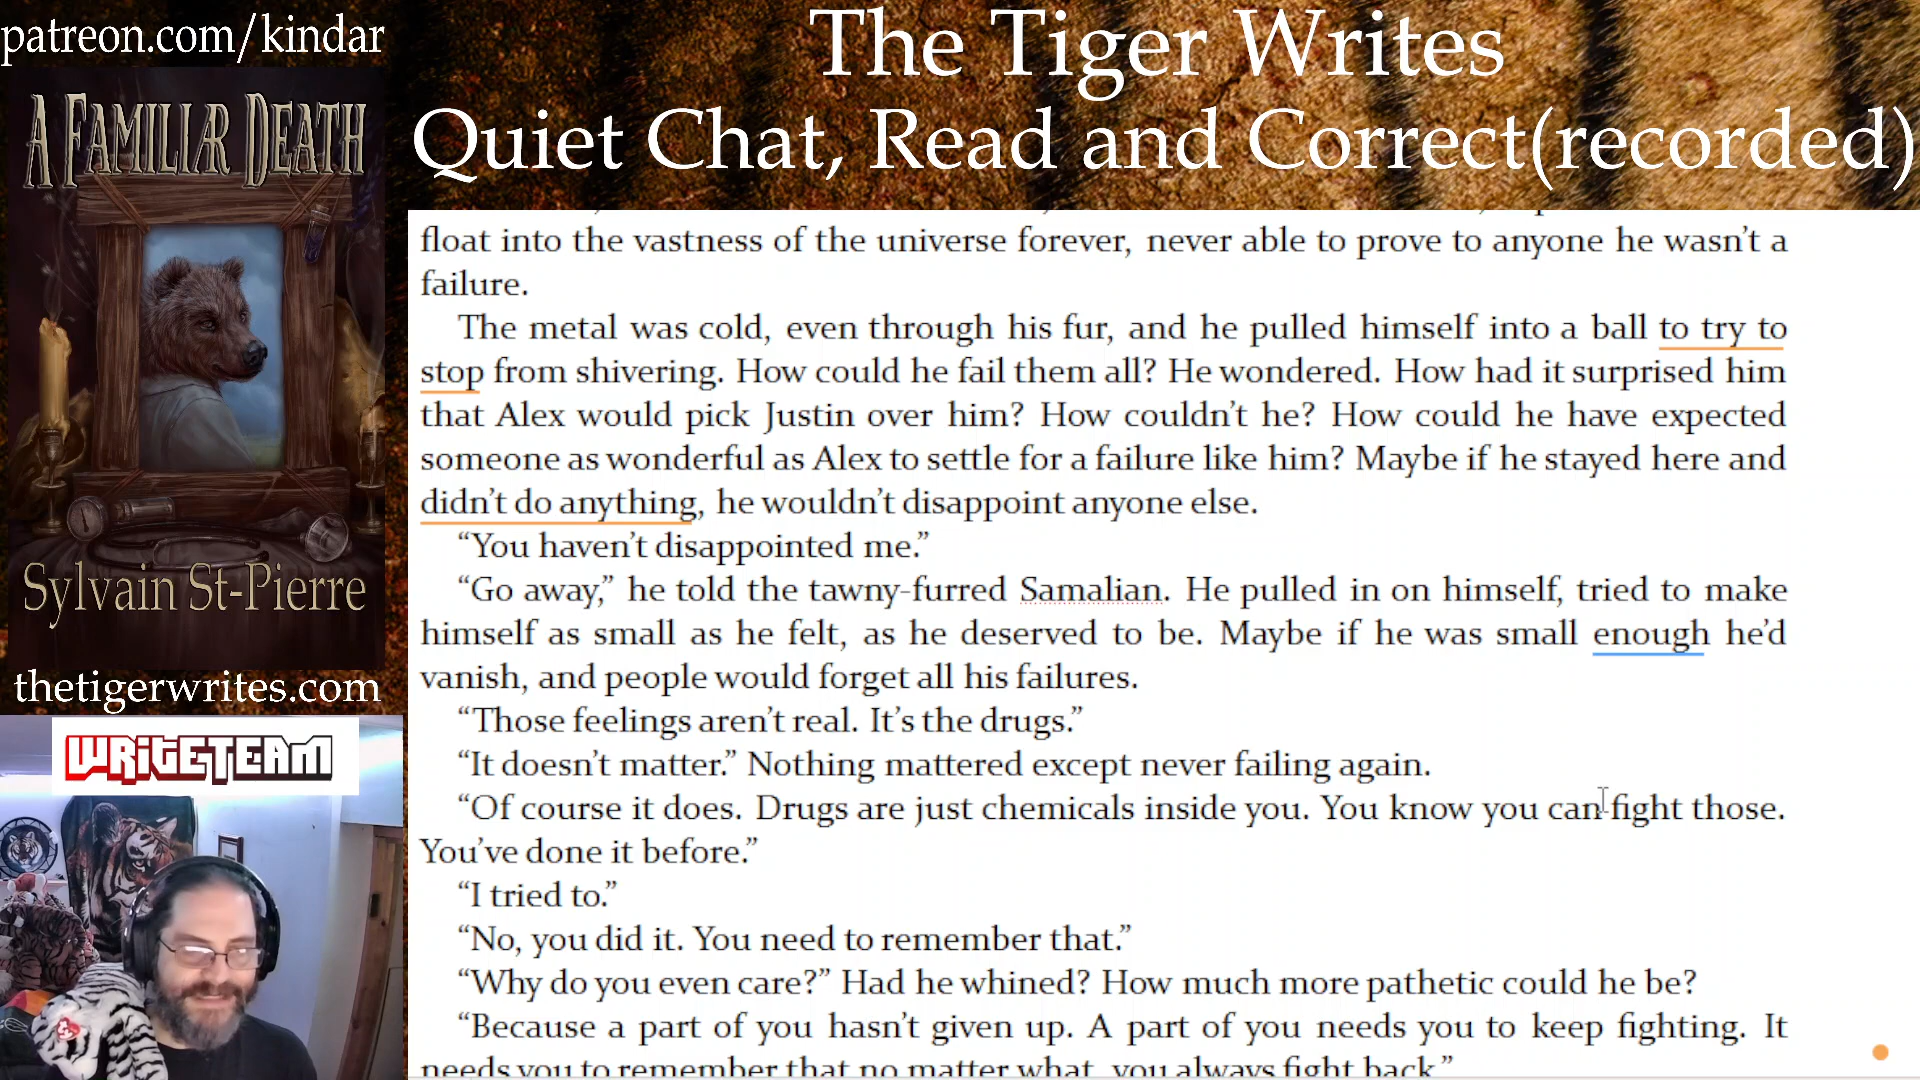 patreon.com/kindar
The Tiger Writes
Quiet Chat, Read and Correct(recorded)
A FAMILIAR DEATH
Sylvain St-Pierre
thetigerwrites.com
WRITETEAM
float into the vastness of the universe forever, never able to prove to anyone he wasn’t a
failure.
The metal was cold, even through his fur, and he pulled himself into a ball to try to
stop from shivering. How could he fail them all? He wondered. How had it surprised him
that Alex would pick Justin over him? How couldn’t he? How could he have expected
someone as wonderful as Alex to settle for a failure like him? Maybe if he stayed here and
didn’t do anything, he wouldn’t disappoint anyone else.
“You haven’t disappointed me.”
“Go away,” he told the tawny-furred Samalian. He pulled in on himself, tried to make
himself as small as he felt, as he deserved to be. Maybe if he was small enough he’d
vanish, and people would forget all his failures.
“Those feelings aren’t real. It’s the drugs.”
“It doesn’t matter.” Nothing mattered except never failing again.
“Of course it does. Drugs are just chemicals inside you. You know you can fight those.
You’ve done it before.”
“I tried to.”
“No, you did it. You need to remember that.”
“Why do you even care?” Had he whined? How much more pathetic could he be?
“Because a part of you hasn’t given up. A part of you needs you to keep fighting. It
needs you to remember that no matter what, you always fight back.”